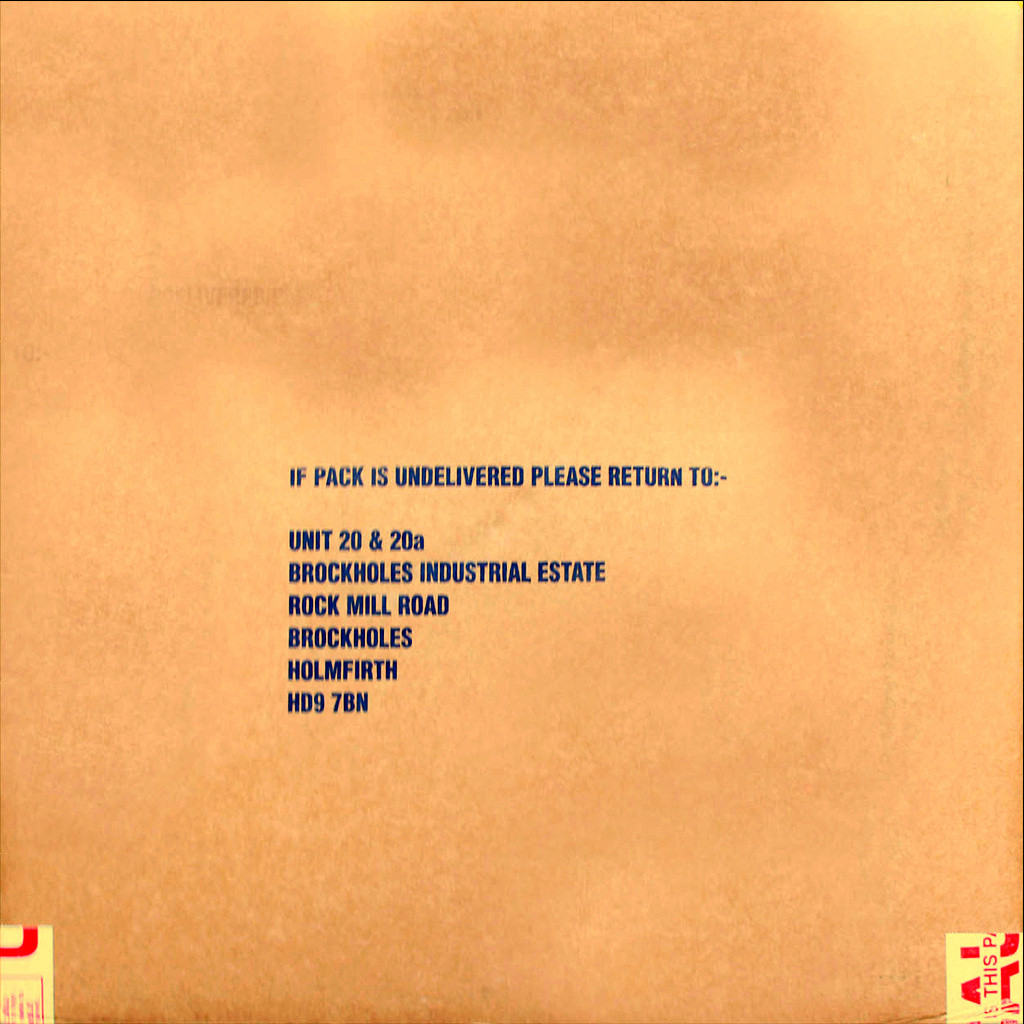 IF PACK IS UNDELIVERED PLEASE RETURN TO:-
UNIT 20 & 20a
BROCKHOLES INDUSTRIAL ESTATE
ROCK MILL ROAD
BROCKHOLES
HOLMFIRTH
HD9 7BN
THIS